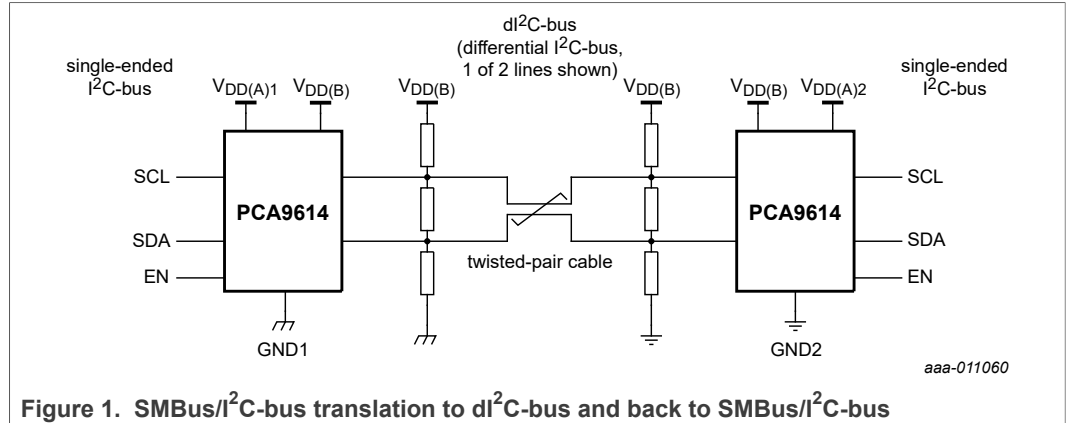 dI²C-bus
(differential I²C-bus,
1 of 2 lines shown)
single-ended
I²C-bus
single-ended
I²C-bus
VDD(A)1 VDD(B) VDD(B) VDD(B) VDD(B) VDD(A)2
SCL
SCL
PCA9614
PCA9614
SDA
SDA
twisted-pair cable
EN
EN
GND1
GND2
aaa-011060
Figure 1. SMBus/I²C-bus translation to dI²C-bus and back to SMBus/I²C-bus